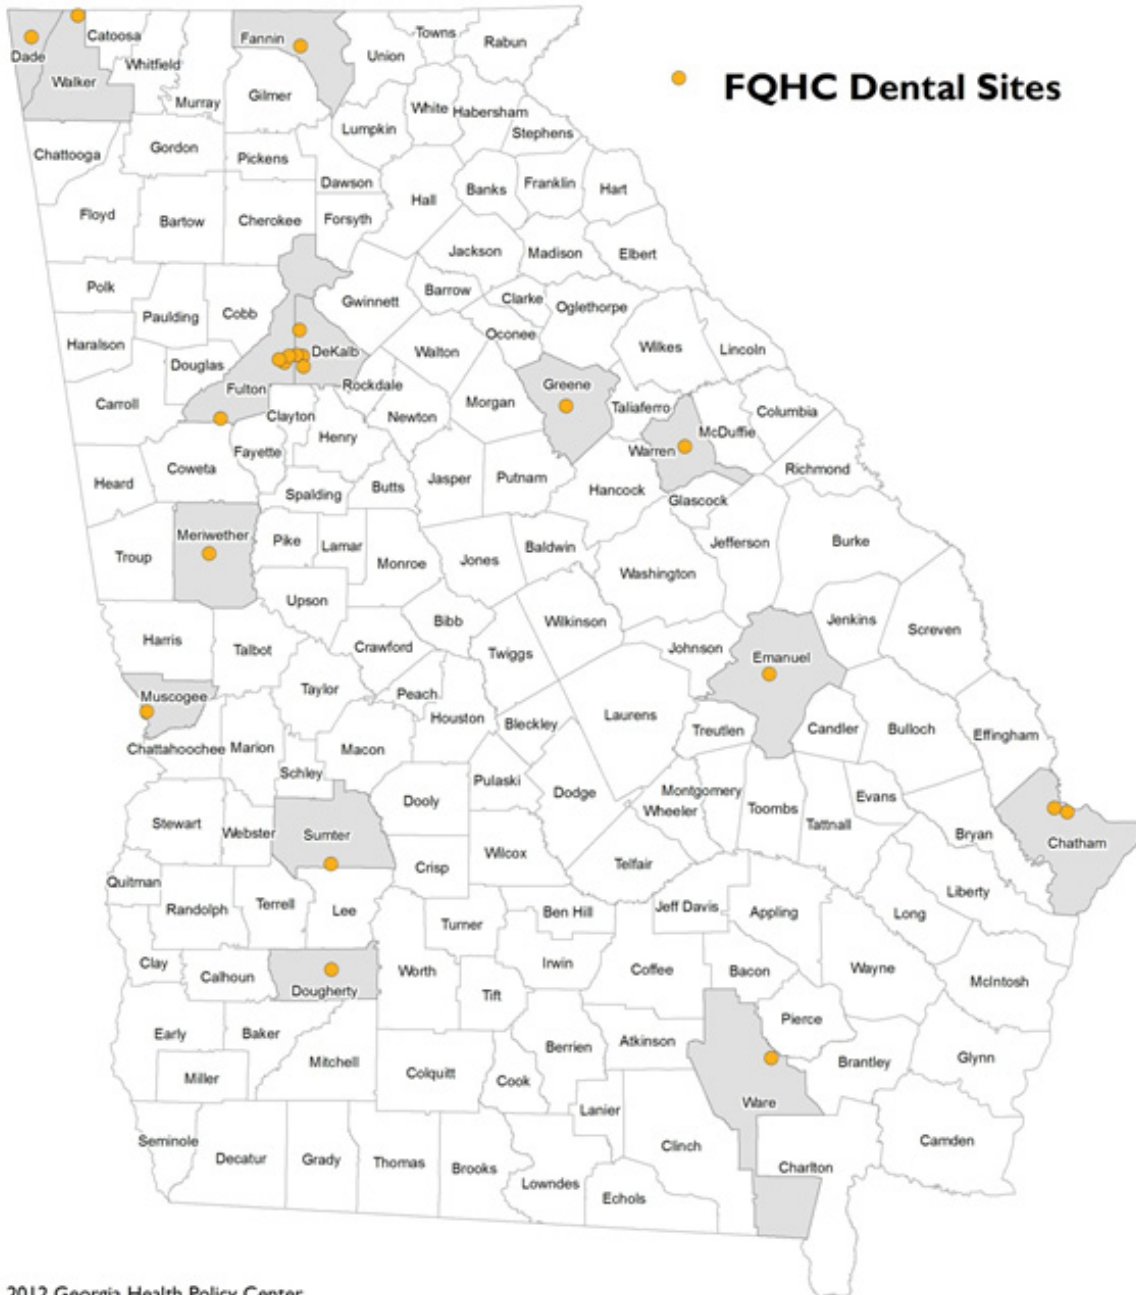 FQHC Dental Sites
Dade
Catoosa
Walker
Whitfield
Murray
Fannin
Gilmer
Union
Towns
Rabun
White
Habersham
Lumpkin
Stephens
Chattooga
Gordon
Pickens
Dawson
Hall
Banks
Franklin
Hart
Floyd
Bartow
Cherokee
Forsyth
Jackson
Madison
Elbert
Polk
Paulding
Cobb
Gwinnett
Barrow
Clarke
Oglethorpe
Oconee
Haralson
Douglas
DeKalb
Walton
Wilkes
Lincoln
Carroll
Fulton
Rockdale
Greene
Taliaferro
Columbia
Clayton
Newton
Morgan
McDuffie
Warren
Heard
Coweta
Fayette
Henry
Spalding
Butts
Jasper
Putnam
Hancock
Glascock
Richmond
Troup
Meriwether
Pike
Lamar
Monroe
Jones
Baldwin
Washington
Jefferson
Burke
Upson
Bibb
Wilkinson
Jenkins
Screven
Harris
Talbot
Crawford
Twiggs
Johnson
Emanuel
Muscogee
Taylor
Peach
Houston
Bleckley
Laurens
Treutlen
Candler
Bulloch
Effingham
Chattahoochee
Marion
Macon
Schley
Pulaski
Dooly
Dodge
Montgomery
Wheeler
Toombs
Evans
Tattnall
Bryan
Chatham
Stewart
Webster
Sumter
Crisp
Wilcox
Telfair
Quitman
Randolph
Terrell
Lee
Turner
Ben Hill
Jeff Davis
Appling
Long
Liberty
Clay
Calhoun
Dougherty
Worth
Tift
Irwin
Coffee
Bacon
Wayne
McIntosh
Early
Baker
Mitchell
Miller
Colquitt
Cook
Berrien
Atkinson
Pierce
Brantley
Glynn
Lanier
Ware
Seminole
Decatur
Grady
Thomas
Brooks
Lowndes
Echols
Clinch
Charlton
Camden
2012 Georgia Health Policy Center